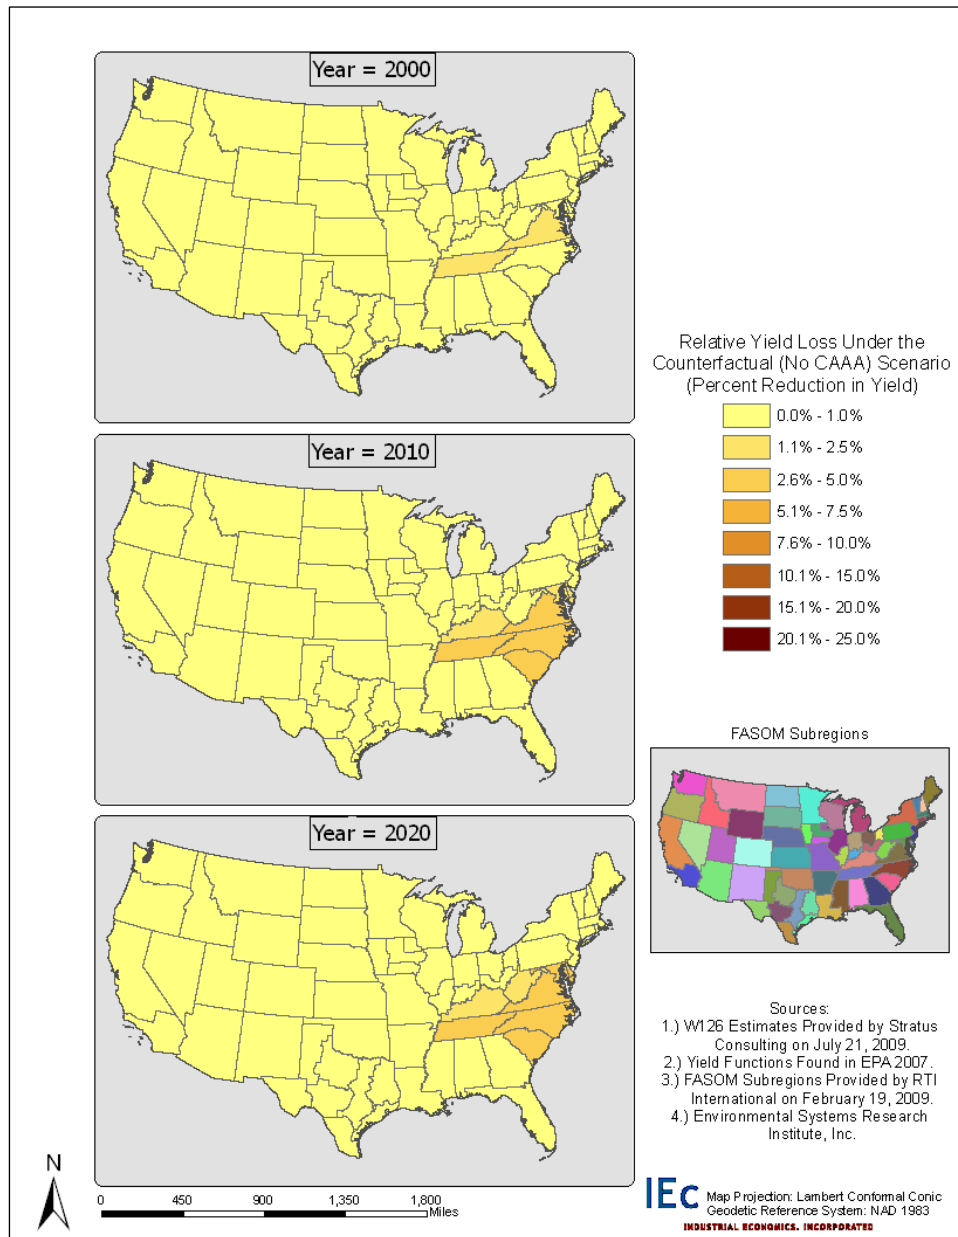 Year = 2000
Year = 2010
Year = 2020
Relative Yield Loss Under the
Counterfactual (No CAAA) Scenario
(Percent Reduction in Yield)
0.0% - 1.0%
1.1% - 2.5%
2.6% - 5.0%
5.1% - 7.5%
7.6% - 10.0%
10.1% - 15.0%
15.1% - 20.0%
20.1% - 25.0%
FASOM Subregions
Sources:
1.) W126 Estimates Provided by Stratus
Consulting on July 21, 2009.
2.) Yield Functions Found in EPA 2007.
3.) FASOM Subregions Provided by RTI
International on February 19, 2009.
4.) Environmental Systems Research
Institute, Inc.
N
0 450 900 1,350 1,800
Miles
IEc
Map Projection: Lambert Conformal Conic
Geodetic Reference System: NAD 1983
INDUSTRIAL ECONOMICS, INCORPORATED